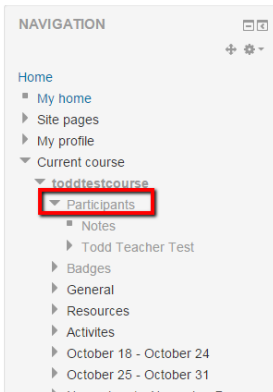 NAVIGATION
Home
My home
Site pages
My profile
Current course
toddtestcourse
Participants
Notes
Todd Teacher Test
Badges
General
Resources
Activites
October 18 - October 24
October 25 - October 31